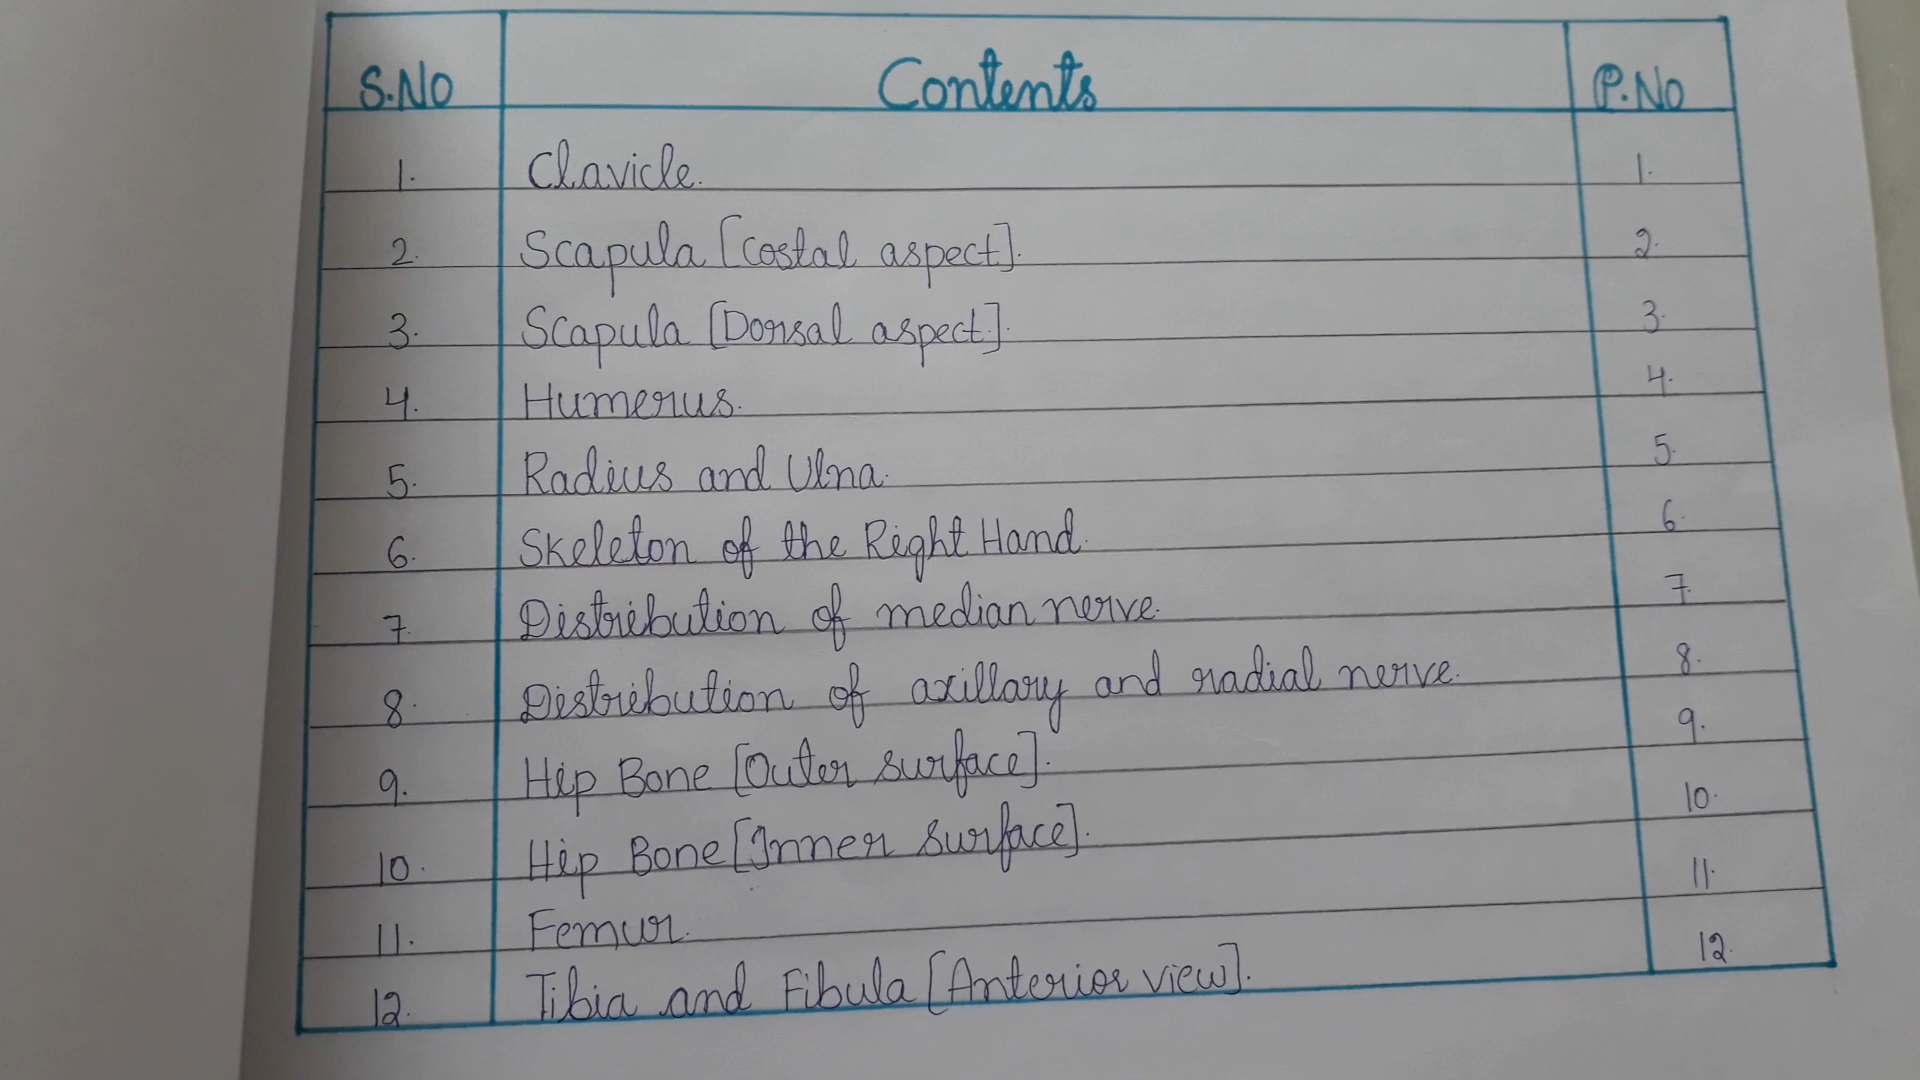 S.No Contents P.No
1. Clavicle. 1.
2. Scapula [Costal aspect]. 2.
3. Scapula [Dorsal aspect]. 3.
4. Humerus. 4.
5. Radius and Ulna. 5.
6. Skeleton of the Right Hand. 6.
7. Distribution of median nerve. 7.
8. Distribution of axillary and radial nerve. 8.
9. Hip Bone [Outer surface]. 9.
10. Hip Bone [Inner surface]. 10.
11. Femur. 11.
12. Tibia and Fibula [Anterior view]. 12.